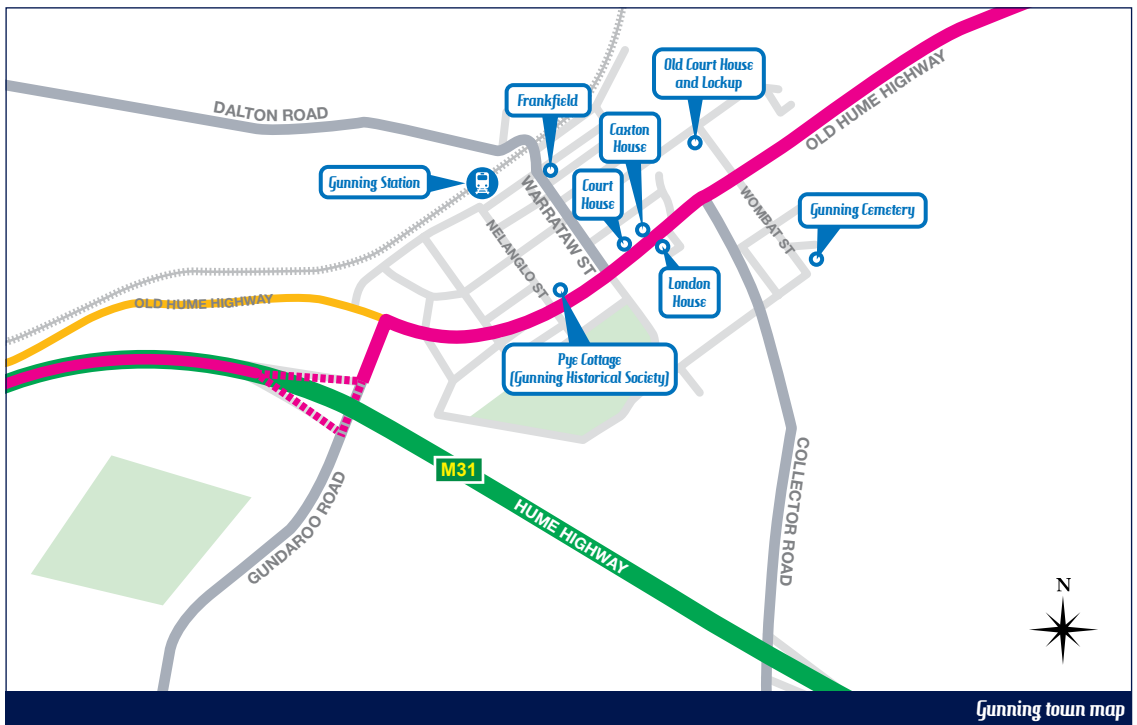 Old Court House
and Lockup
OLD HUME HIGHWAY
DALTON ROAD
Frankfield
Caxton
House
Gunning Station
Court
House
WARRATAW ST
WOMBAT ST
Gunning Cemetery
NELANGLO ST
London
House
OLD HUME HIGHWAY
Pye Cottage
(Gunning Historical Society)
M31
HUME HIGHWAY
COLLECTOR ROAD
GUNDAROO ROAD
N
Gunning town map